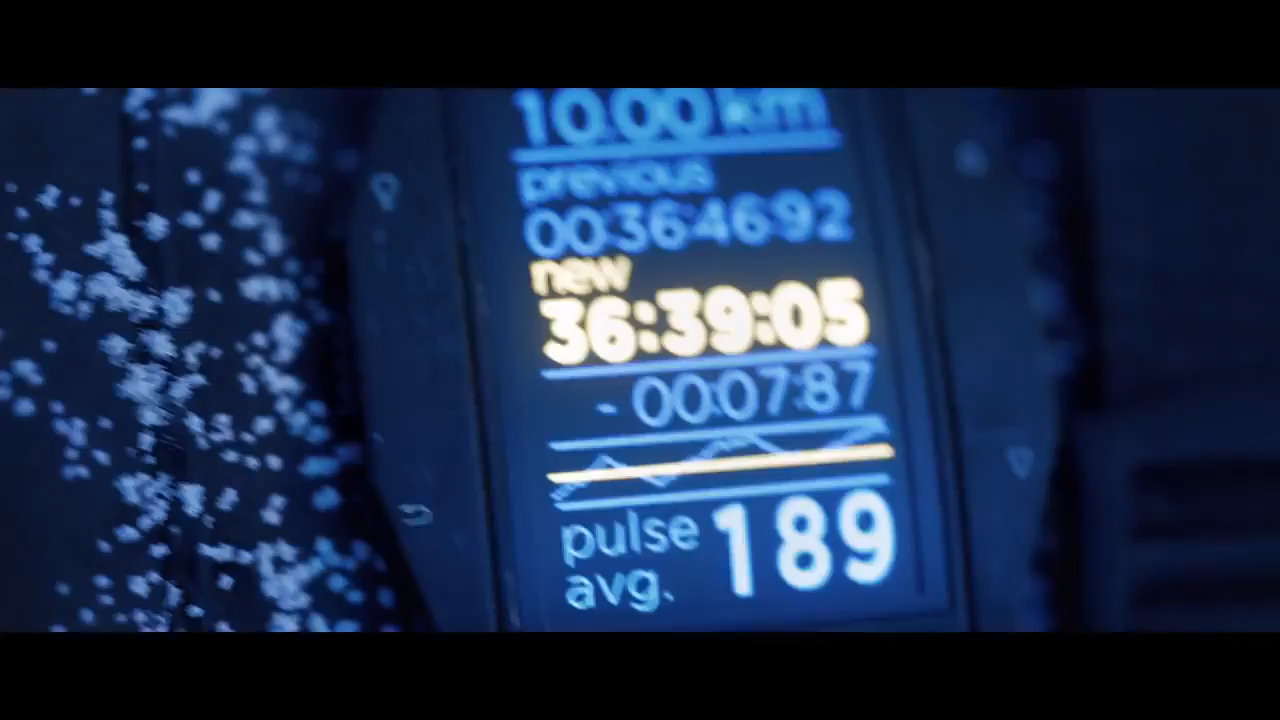 10.00 km
previous
00:36:46:92
new
36:39:05
- 00:07:87
pulse 189
avg.